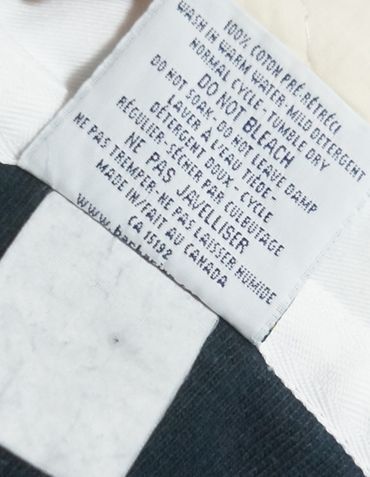 100% COTON PRÉ-RÉTRÉCI
WASH IN WARM WATER-MILD DETERGENT
NORMAL CYCLE, TUMBLE DRY
DO NOT BLEACH
DO NOT SOAK-DO NOT LEAVE DAMP
LAVER À L'EAU TIÈDE-
DÉTERGENT DOUX - CYCLE
RÉGULIER-SÉCHER PAR CULBUTAGE
NE PAS JAVELLISER
NE PAS TREMPER-NE PAS LAISSER HUMIDE
MADE IN/FAIT AU CANADA
CA 15192